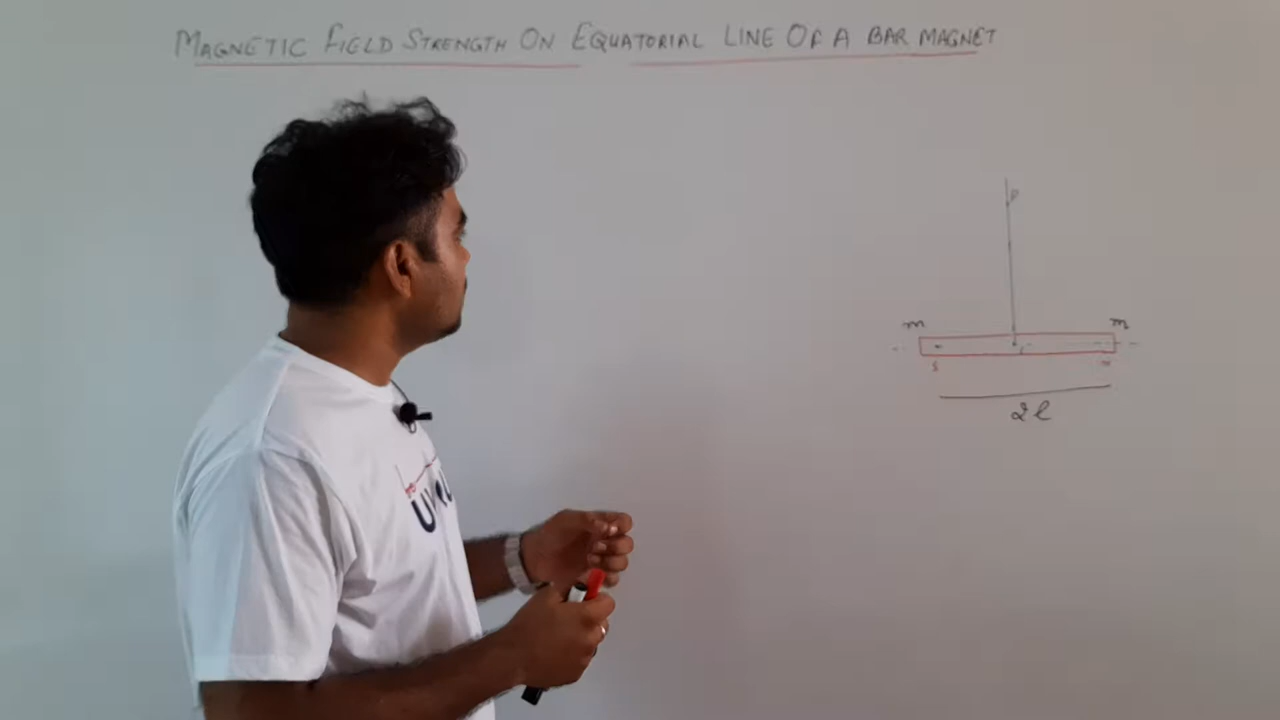 MAGNETIC FIELD STRENGTH ON EQUATORIAL LINE OF A BAR MAGNET
P
m m
S
2l